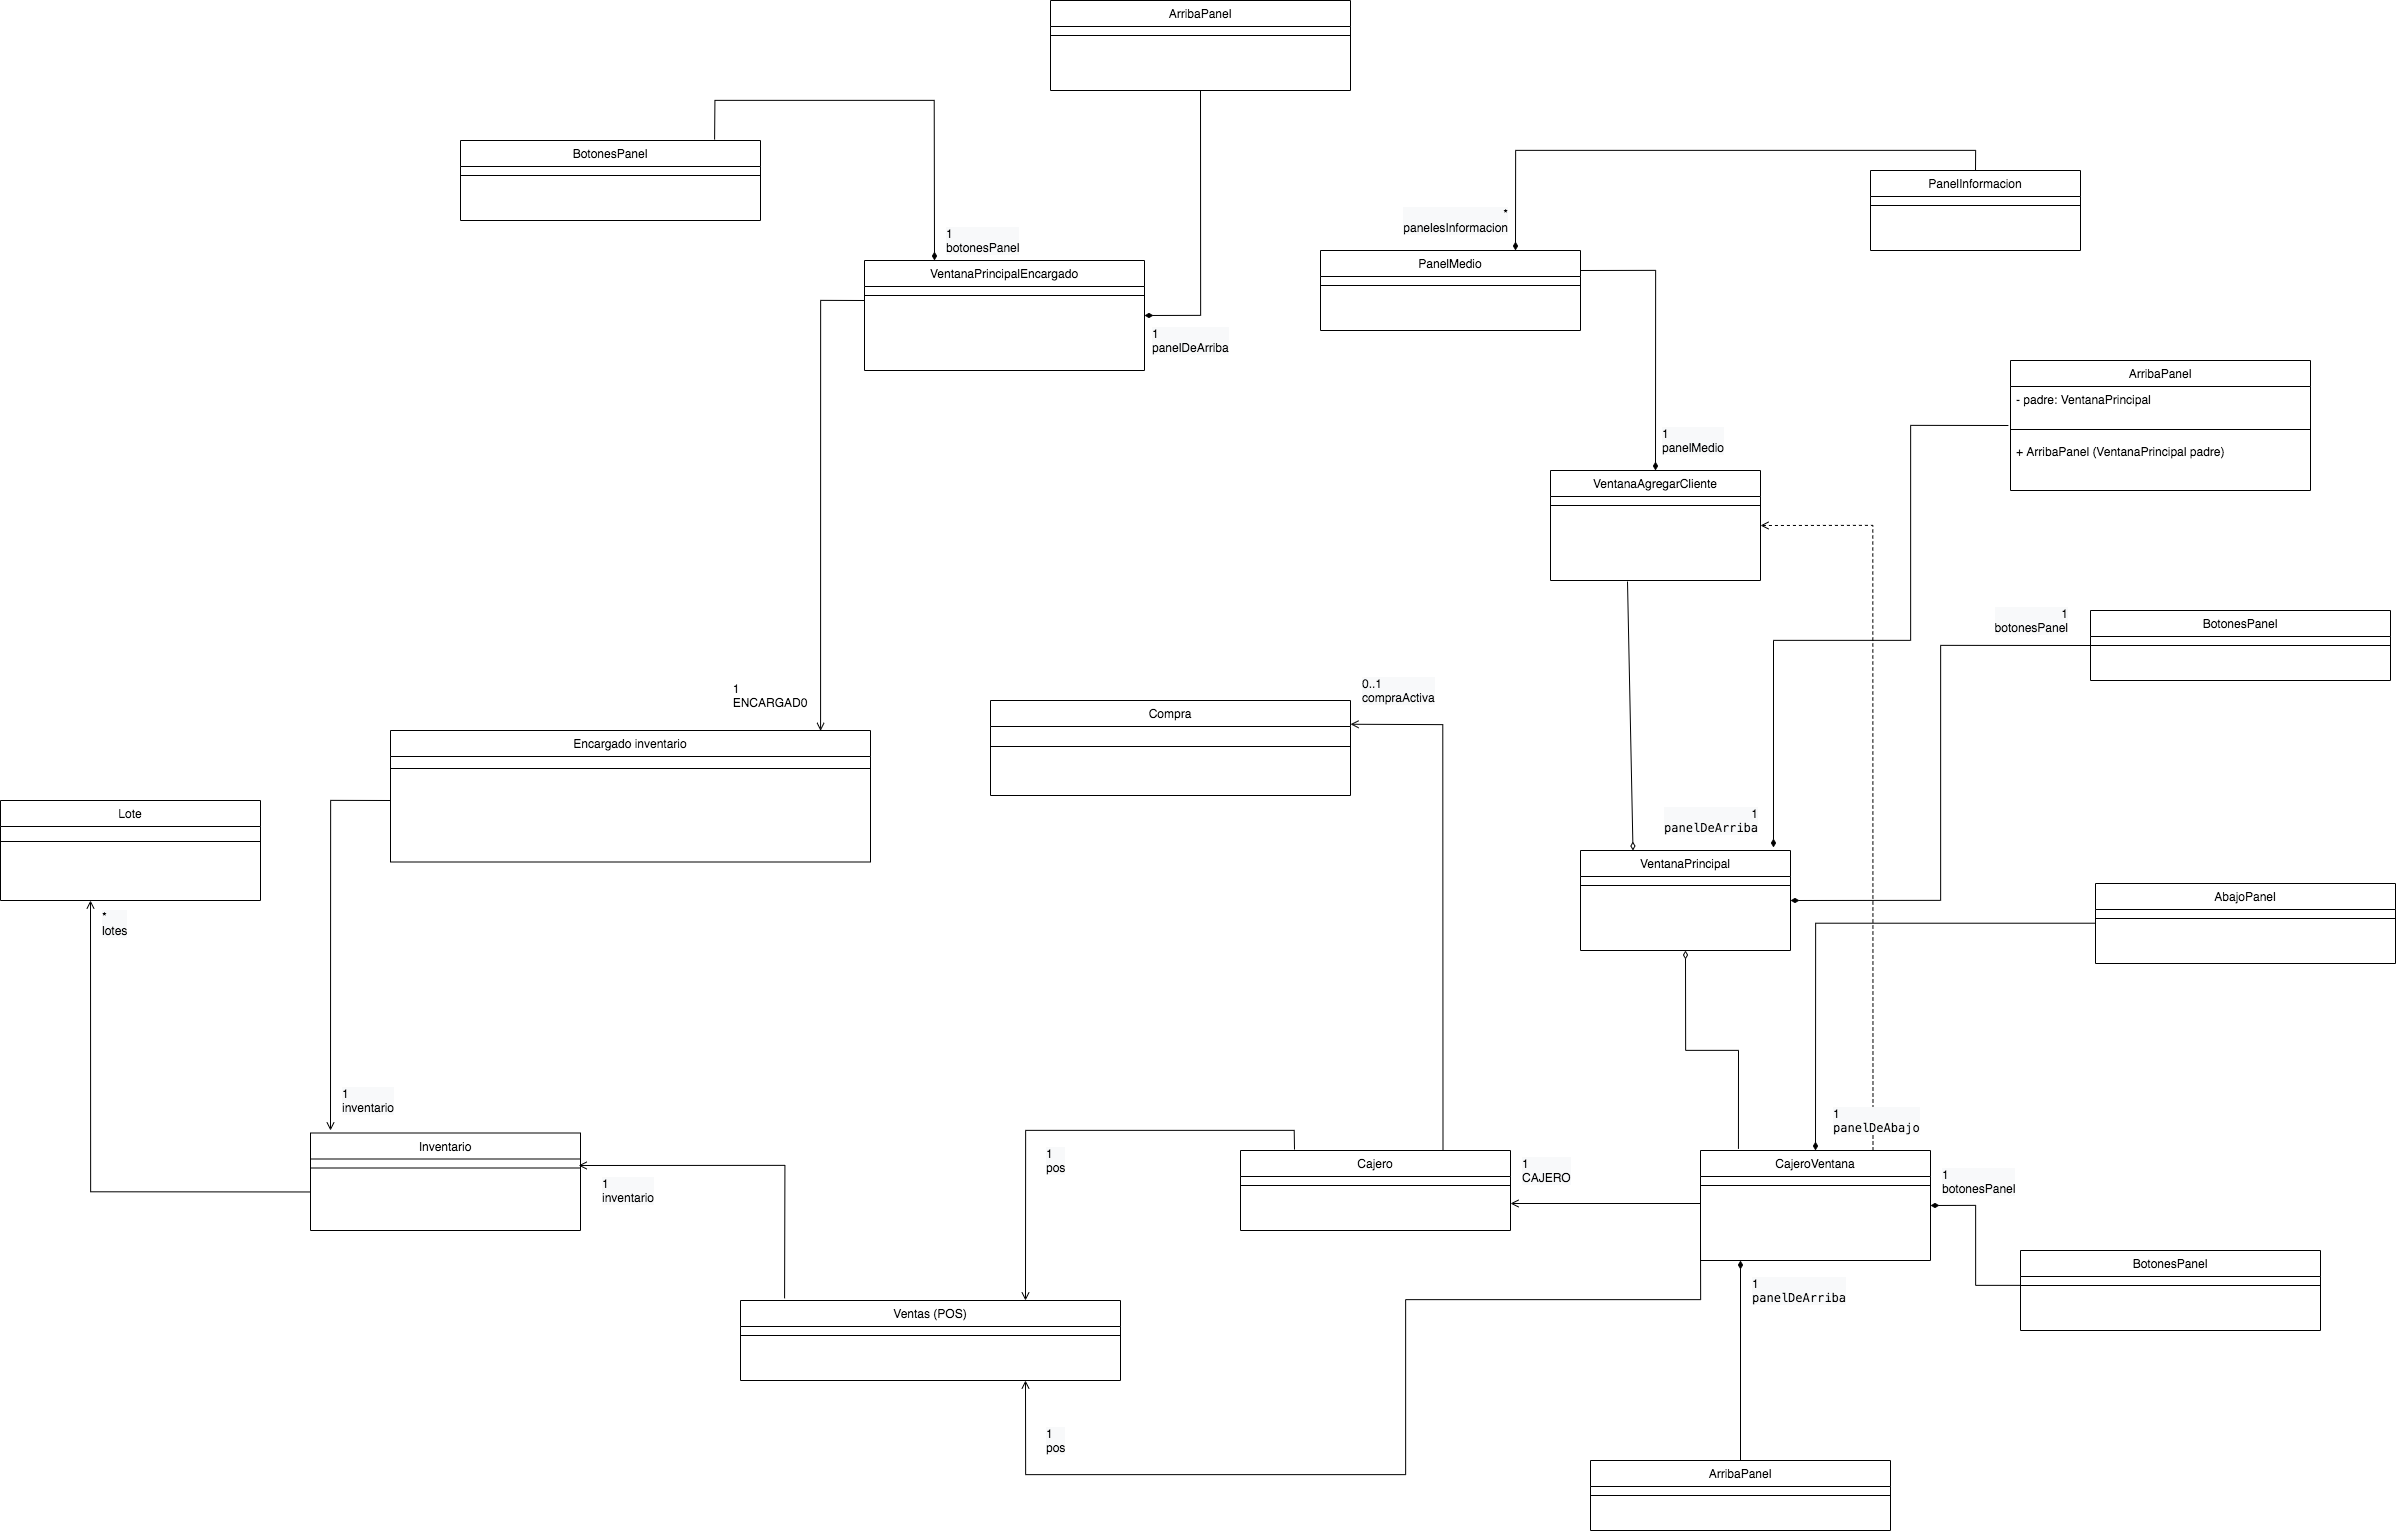 ArribaPanel
BotonesPanel
PanelInformacion
*
panelesInformacion
1
botonesPanel
VentanaPrincipalEncargado
PanelMedio
1
panelDeArriba
ArribaPanel
- padre: VentanaPrincipal
+ ArribaPanel (VentanaPrincipal padre)
1
panelMedio
VentanaAgregarCliente
1
botonesPanel
BotonesPanel
1
ENCARGAD0
0..1
compraActiva
Compra
Encargado inventario
Lote
1
panelDeArriba
VentanaPrincipal
AbajoPanel
*
lotes
1
inventario
Inventario
1
inventario
1
pos
Cajero
1
CAJERO
1
panelDeAbajo
CajeroVentana
1
botonesPanel
BotonesPanel
1
panelDeArriba
Ventas (POS)
1
pos
ArribaPanel